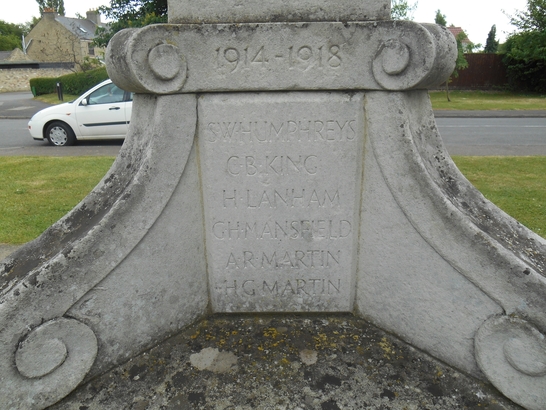 1914-1918
S.W.HUMPHREYS
C.B.KING
H.LANHAM
G.H.MANSFIELD
A.R.MARTIN
H.G.MARTIN